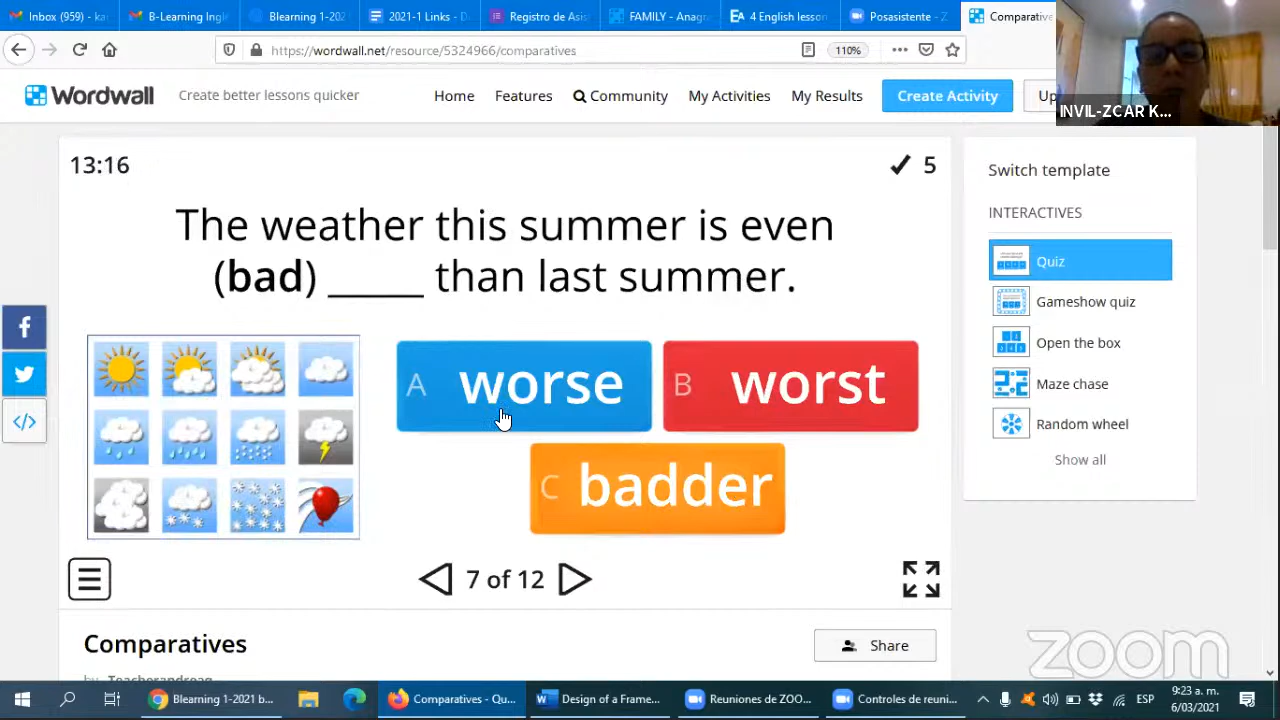 Inbox (959) - ka
B-Learning Ingl
Blearning 1-202
2021-1 Links - D
Registro de Asis
FAMILY - Anagr
4 English lesson
Posasistente - Z
Comparative
https://wordwall.net/resource/5324966/comparatives
110%
Wordwall
Create better lessons quicker
Home
Features
Community
My Activities
My Results
Create Activity
Up
INVIL-ZCAR K...
13:16
5
The weather this summer is even
(bad) _____ than last summer.
A worse
B worst
C badder
7 of 12
Switch template
INTERACTIVES
Quiz
Gameshow quiz
Open the box
Maze chase
Random wheel
Show all
Comparatives
Share
by Teacherandrean
zoom
Blearning 1-2021 b...
Comparatives - Qu...
Design of a Frame...
Reuniones de ZOO...
Controles de reuni...
ESP
9:23 a. m.
6/03/2021